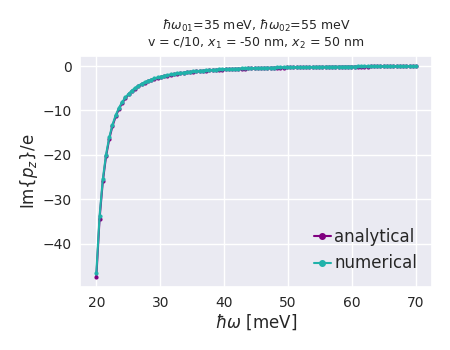 ħω₀₁=35 meV, ħω₀₂=55 meV
v = c/10, x₁ = -50 nm, x₂ = 50 nm
Im{p_z}/e
0
−10
−20
−30
−40
analytical
numerical
20 30 40 50 60 70
ħω [meV]